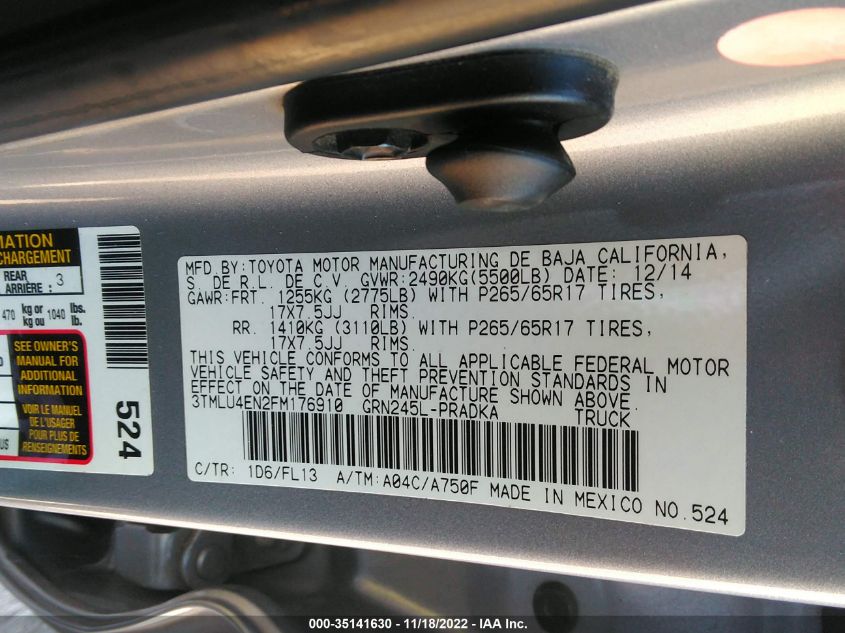 MATION
CHARGEMENT
REAR
ARRIÈRE : 3
470 kg or 1040 lbs.
kg ou lb.
SEE OWNER'S
MANUAL FOR
ADDITIONAL
INFORMATION
VOIR LE MANUEL
DE L'USAGER
POUR PLUS DE
RENSEIGNEMENTS
US
524
MFD.BY:TOYOTA MOTOR MANUFACTURING DE BAJA CALIFORNIA,
S. DE R.L. DE C.V. GVWR:2490KG(5500LB) DATE: 12/14
GAWR:FRT. 1255KG (2775LB) WITH P265/65R17 TIRES,
17X7.5JJ RIMS.
RR. 1410KG (3110LB) WITH P265/65R17 TIRES,
17X7.5JJ RIMS.
THIS VEHICLE CONFORMS TO ALL APPLICABLE FEDERAL MOTOR
VEHICLE SAFETY AND THEFT PREVENTION STANDARDS IN
EFFECT ON THE DATE OF MANUFACTURE SHOWN ABOVE.
3TMLU4EN2FM176910 GRN245L-PRADKA TRUCK
C/TR: 1D6/FL13 A/TM:A04C/A750F MADE IN MEXICO NO.524
000-35141630 - 11/18/2022 - IAA Inc.